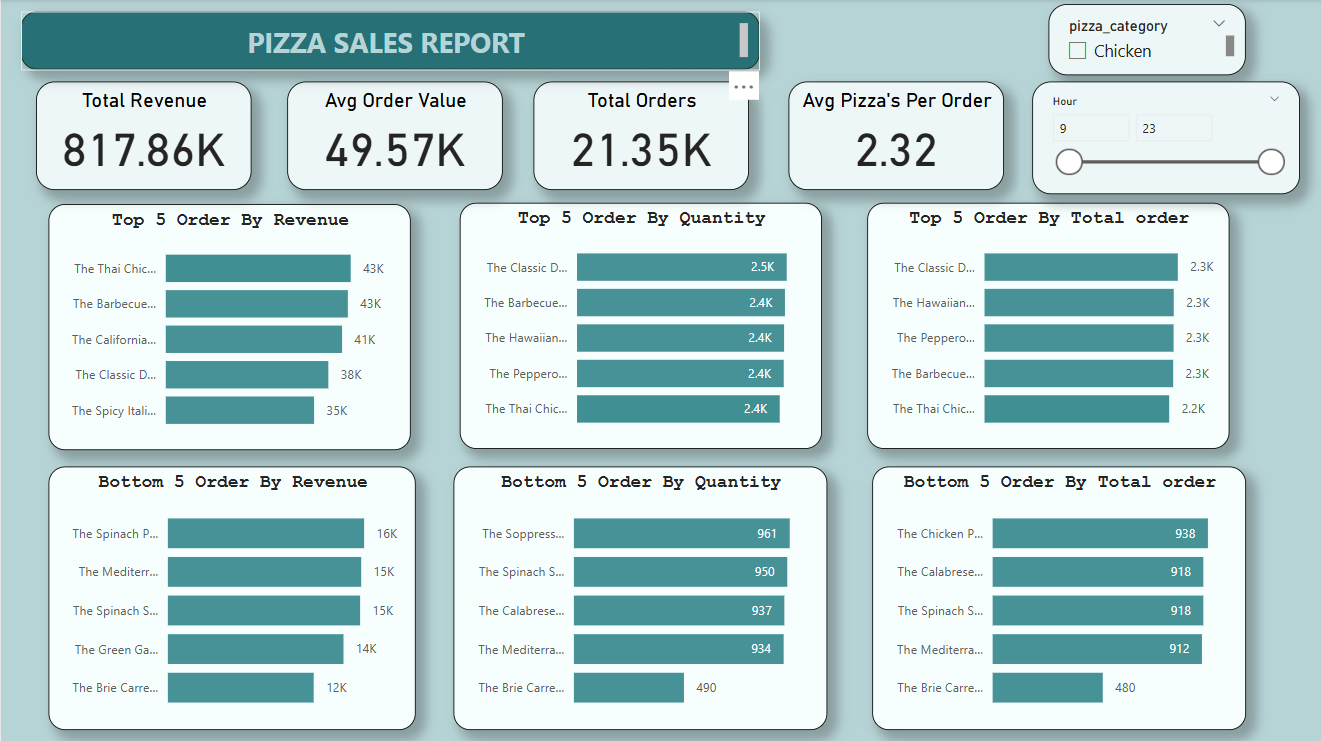 PIZZA SALES REPORT
pizza_category
Chicken
Total Revenue
817.86K
Avg Order Value
49.57K
Total Orders
21.35K
Avg Pizza's Per Order
2.32
Hour
9 23
Top 5 Order By Revenue
The Thai Chic... 43K
The Barbecue... 43K
The California... 41K
The Classic D... 38K
The Spicy Itali... 35K
Top 5 Order By Quantity
The Classic D... 2.5K
The Barbecue... 2.4K
The Hawaiian... 2.4K
The Peppero... 2.4K
The Thai Chic... 2.4K
Top 5 Order By Total order
The Classic D... 2.3K
The Hawaiian... 2.3K
The Peppero... 2.3K
The Barbecue... 2.3K
The Thai Chic... 2.2K
Bottom 5 Order By Revenue
The Spinach P... 16K
The Mediterr... 15K
The Spinach S... 15K
The Green Ga... 14K
The Brie Carre... 12K
Bottom 5 Order By Quantity
The Soppress... 961
The Spinach S... 950
The Calabrese... 937
The Mediterra... 934
The Brie Carre... 490
Bottom 5 Order By Total order
The Chicken P... 938
The Calabrese... 918
The Spinach S... 918
The Mediterra... 912
The Brie Carre... 480